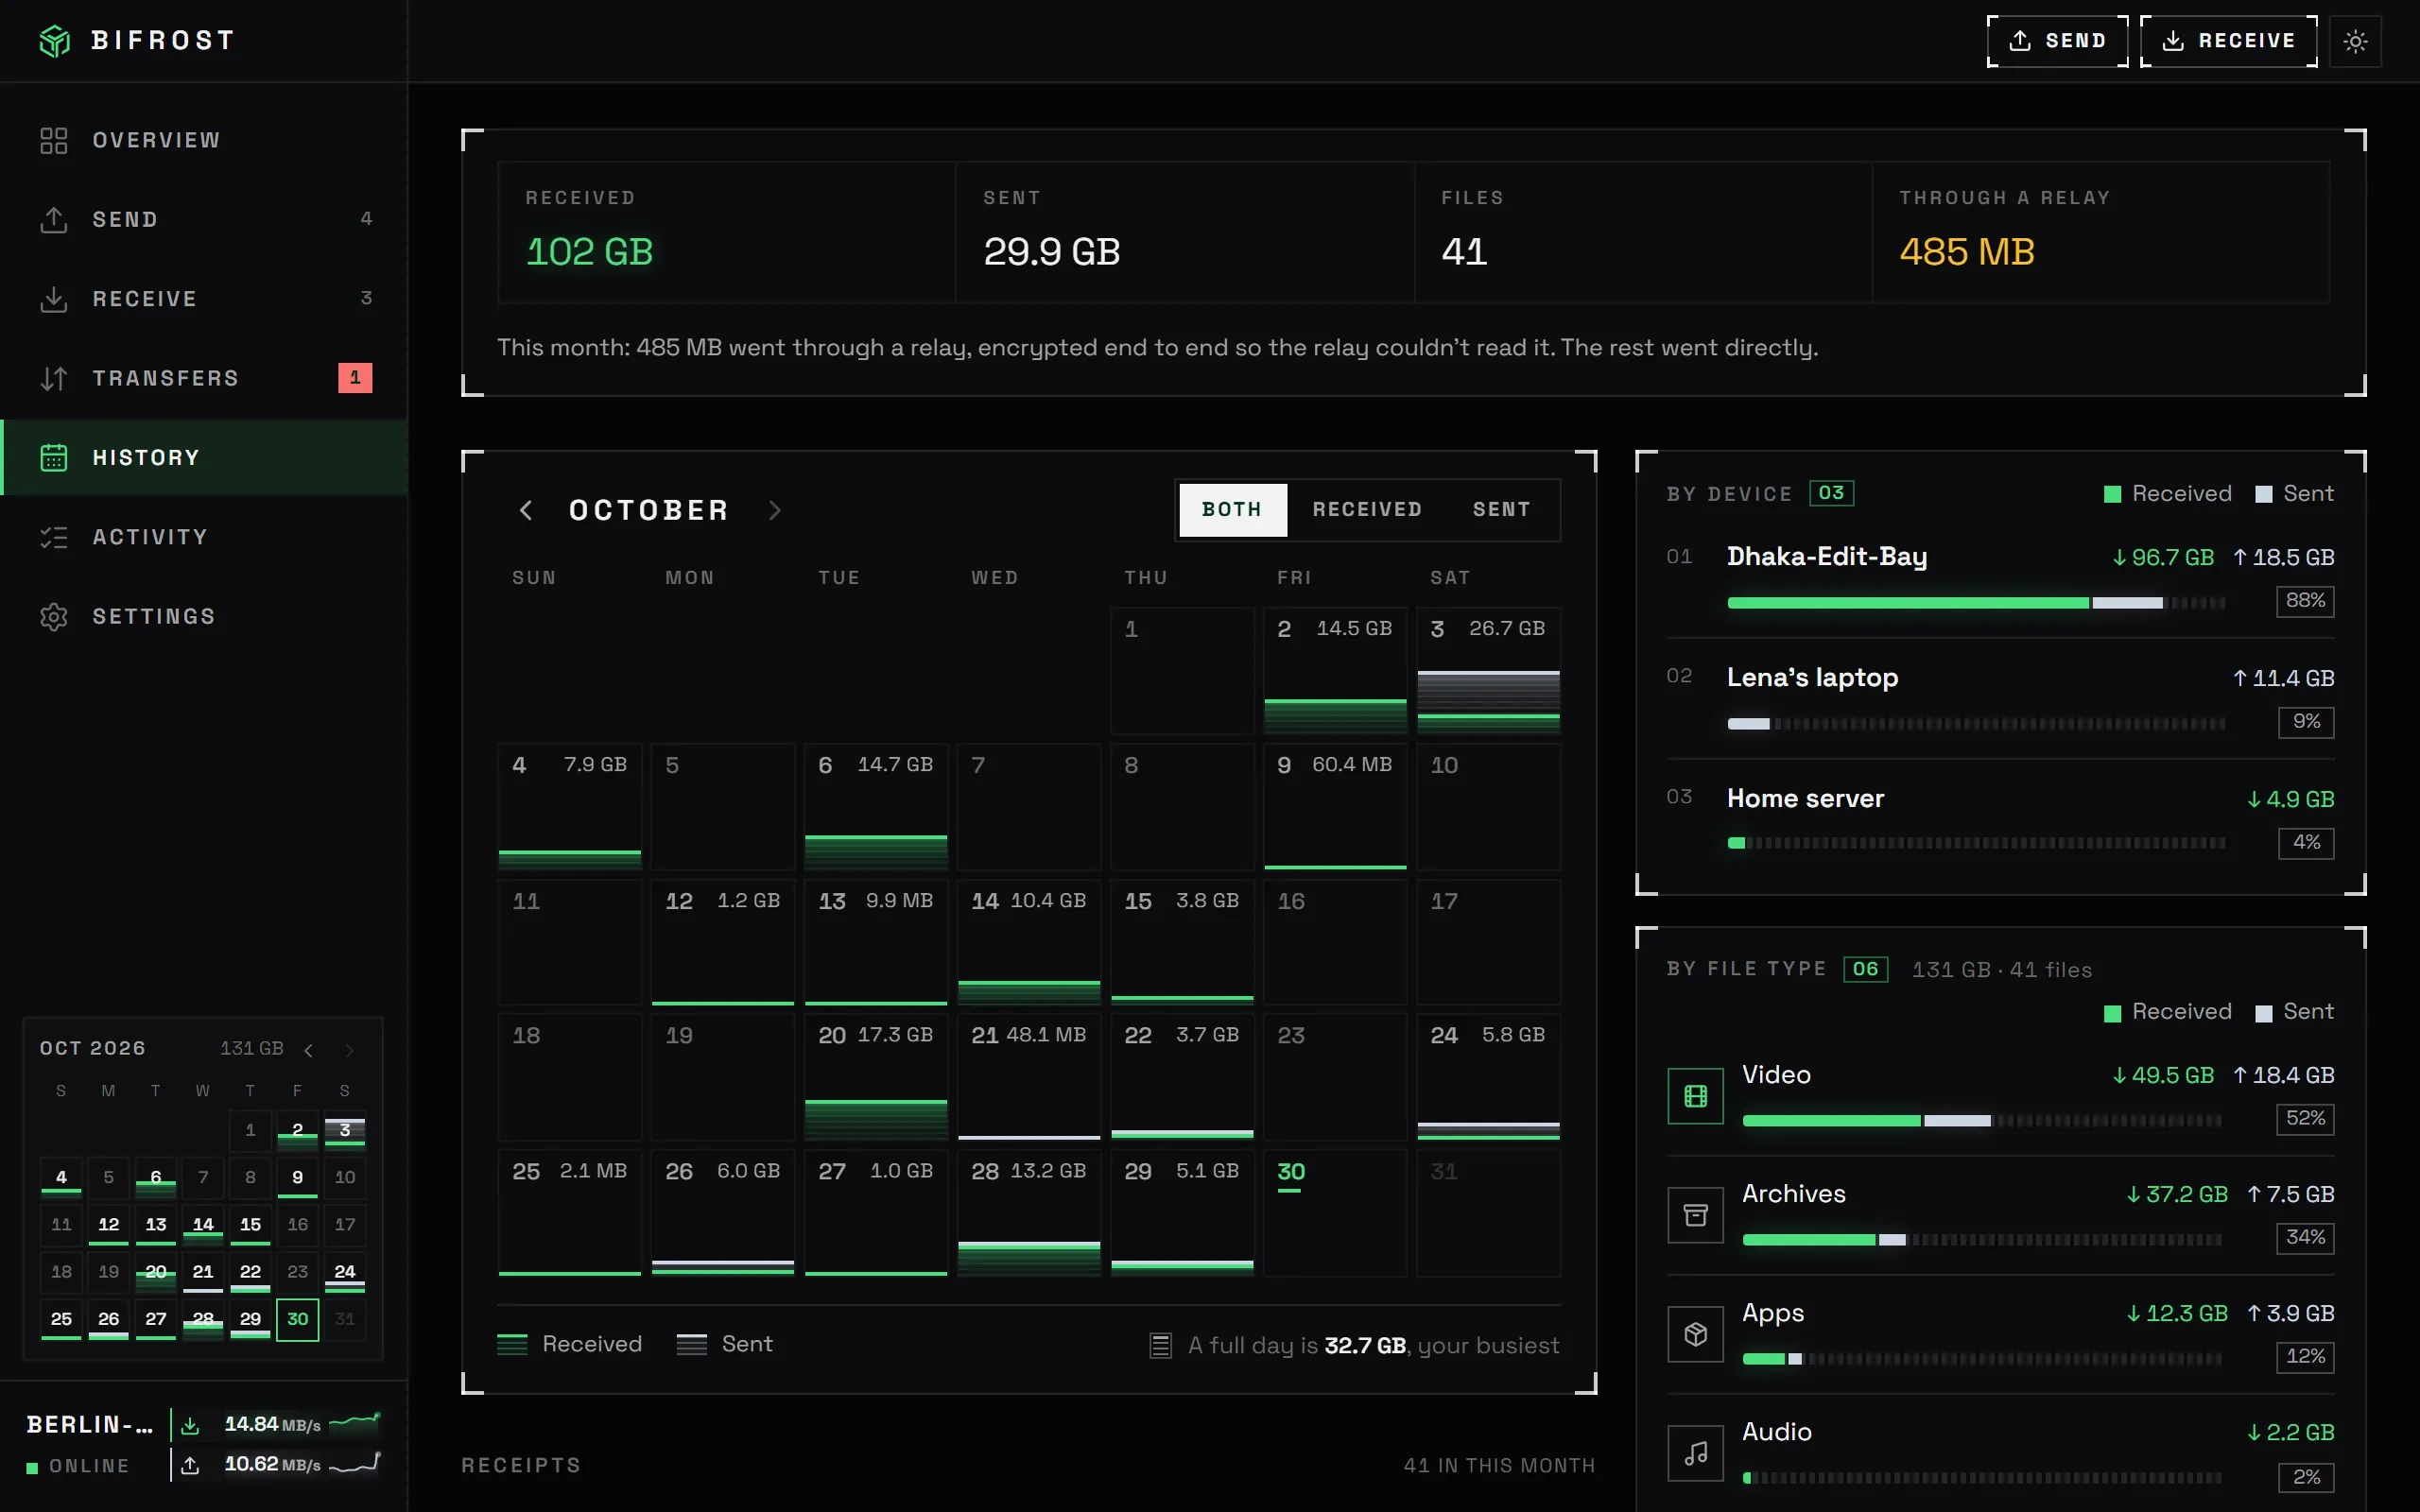 BIFROST
SEND
RECEIVE
OVERVIEW
SEND 4
RECEIVE 3
TRANSFERS 1
HISTORY
ACTIVITY
SETTINGS
OCT 2026 131 GB
S M T W T F S
1 2 3
4 5 6 7 8 9 10
11 12 13 14 15 16 17
18 19 20 21 22 23 24
25 26 27 28 29 30 31
BERLIN-… 14.84 MB/s
ONLINE 10.62 MB/s
RECEIVED SENT FILES THROUGH A RELAY
102 GB 29.9 GB 41 485 MB
This month: 485 MB went through a relay, encrypted end to end so the relay couldn't read it. The rest went directly.
OCTOBER BOTH RECEIVED SENT
SUN MON TUE WED THU FRI SAT
1 2 14.5 GB 3 26.7 GB
4 7.9 GB 5 6 14.7 GB 7 8 9 60.4 MB 10
11 12 1.2 GB 13 9.9 MB 14 10.4 GB 15 3.8 GB 16 17
18 19 20 17.3 GB 21 48.1 MB 22 3.7 GB 23 24 5.8 GB
25 2.1 MB 26 6.0 GB 27 1.0 GB 28 13.2 GB 29 5.1 GB 30 31
Received Sent A full day is 32.7 GB, your busiest
RECEIPTS 41 IN THIS MONTH
BY DEVICE 03 Received Sent
01 Dhaka-Edit-Bay ↓ 96.7 GB ↑ 18.5 GB
88%
02 Lena's laptop ↑ 11.4 GB
9%
03 Home server ↓ 4.9 GB
4%
BY FILE TYPE 06 131 GB · 41 files
Received Sent
Video ↓ 49.5 GB ↑ 18.4 GB
52%
Archives ↓ 37.2 GB ↑ 7.5 GB
34%
Apps ↓ 12.3 GB ↑ 3.9 GB
12%
Audio ↓ 2.2 GB
2%